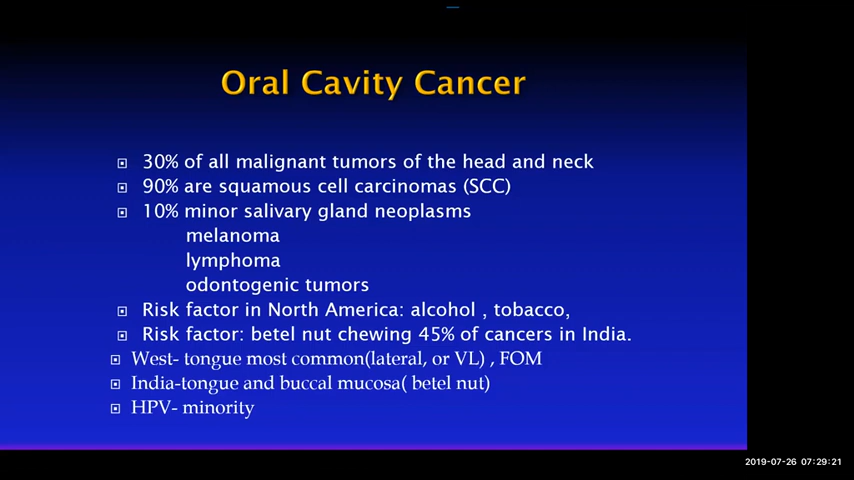 Oral Cavity Cancer
30% of all malignant tumors of the head and neck
90% are squamous cell carcinomas (SCC)
10% minor salivary gland neoplasms
melanoma
lymphoma
odontogenic tumors
Risk factor in North America: alcohol , tobacco,
Risk factor: betel nut chewing 45% of cancers in India.
West- tongue most common(lateral, or VL) , FOM
India-tongue and buccal mucosa( betel nut)
HPV- minority
2019-07-26 07:29:21